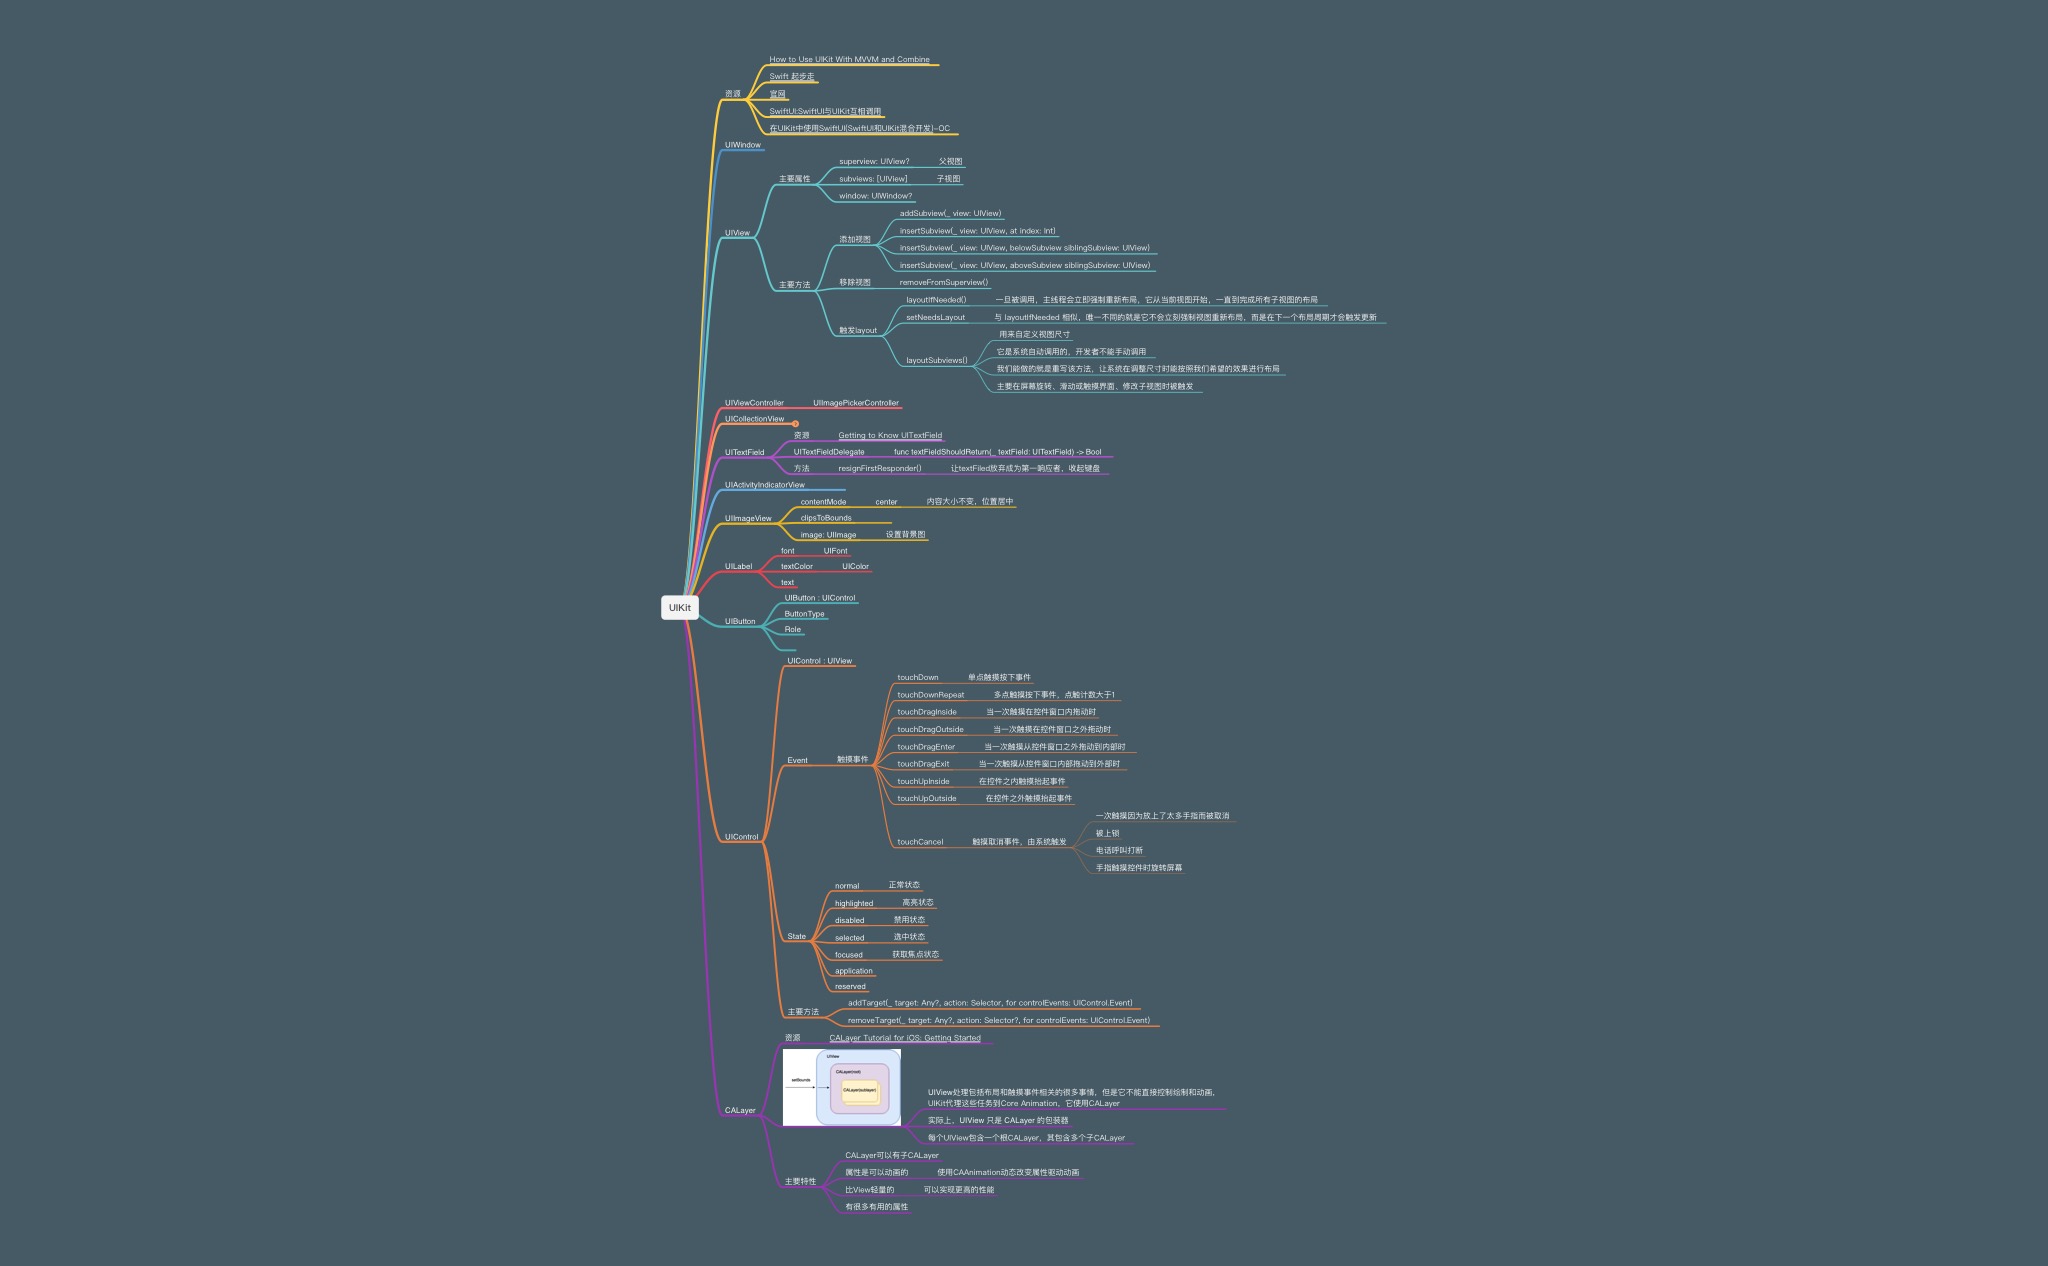 How to Use UIKit With MVVM and Combine
Swift 起步走
资源
官网
SwiftUI:SwiftUI与UIKit互相调用
在UIKit中使用SwiftUI(SwiftUI和UIKit混合开发)-OC
UIWindow
superview: UIView? 父视图
主要属性
subviews: [UIView] 子视图
window: UIWindow?
addSubview(_ view: UIView)
insertSubview(_ view: UIView, at index: Int)
UIView
添加视图
insertSubview(_ view: UIView, belowSubview siblingSubview: UIView)
insertSubview(_ view: UIView, aboveSubview siblingSubview: UIView)
主要方法
移除视图 removeFromSuperview()
layoutIfNeeded() 一旦被调用，主线程会立即强制重新布局，它从当前视图开始，一直到完成所有子视图的布局
setNeedsLayout 与 layoutIfNeeded 相似，唯一不同的就是它不会立刻强制视图重新布局，而是在下一个布局周期才会触发更新
触发layout
用来自定义视图尺寸
它是系统自动调用的，开发者不能手动调用
layoutSubviews()
我们能做的就是重写该方法，让系统在调整尺寸时能按照我们希望的效果进行布局
主要在屏幕旋转、滑动或触摸界面、修改子视图时被触发
UIViewController UIImagePickerController
UICollectionView
资源 Getting to Know UITextField
UITextField
UITextFieldDelegate func textFieldShouldReturn(_ textField: UITextField) -> Bool
方法 resignFirstResponder() 让textFiled放弃成为第一响应者，收起键盘
UIActivityIndicatorView
contentMode center 内容大小不变，位置居中
UIImageView
clipsToBounds
image: UIImage 设置背景图
font UIFont
UILabel
textColor UIColor
text
UIKit
UIButton : UIControl
ButtonType
UIButton
Role
UIControl : UIView
touchDown 单点触摸按下事件
touchDownRepeat 多点触摸按下事件，点触计数大于1
touchDragInside 当一次触摸在控件窗口内拖动时
touchDragOutside 当一次触摸在控件窗口之外拖动时
touchDragEnter 当一次触摸从控件窗口之外拖动到内部时
Event 触摸事件
touchDragExit 当一次触摸从控件窗口内部拖动到外部时
touchUpInside 在控件之内触摸抬起事件
touchUpOutside 在控件之外触摸抬起事件
一次触摸因为放上了太多手指而被取消
被上锁
UIControl
touchCancel 触摸取消事件，由系统触发
电话呼叫打断
手指触摸控件时旋转屏幕
normal 正常状态
highlighted 高亮状态
disabled 禁用状态
State
selected 选中状态
focused 获取焦点状态
application
reserved
addTarget(_ target: Any?, action: Selector, for controlEvents: UIControl.Event)
主要方法
removeTarget(_ target: Any?, action: Selector?, for controlEvents: UIControl.Event)
资源 CALayer Tutorial for iOS: Getting Started
UIView
CALayer(root)
setBounds
CALayer(sublayer)
UIView处理包括布局和触摸事件相关的很多事情，但是它不能直接控制绘制和动画，
UIKit代理这些任务到Core Animation，它使用CALayer
CALayer
实际上，UIView 只是 CALayer 的包装器
每个UIView包含一个根CALayer，其包含多个子CALayer
CALayer可以有子CALayer
属性是可以动画的 使用CAAnimation动态改变属性驱动动画
主要特性
比View轻量的 可以实现更高的性能
有很多有用的属性